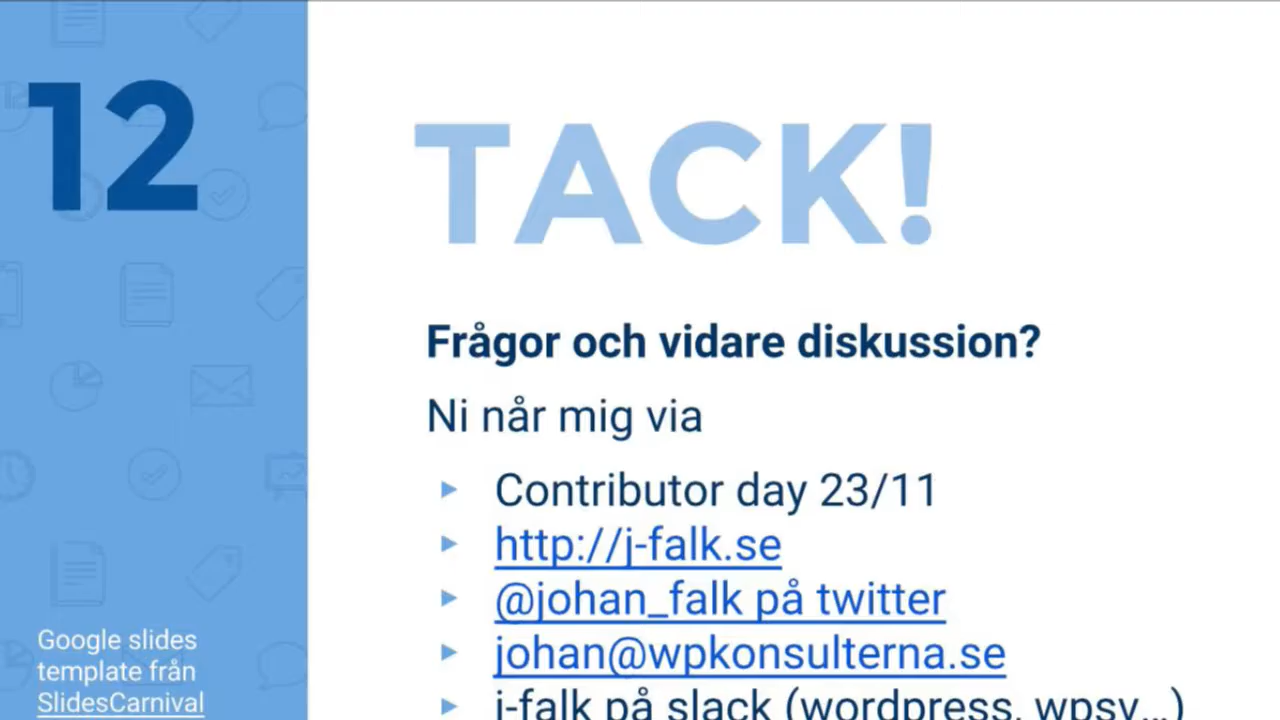 12
TACK!
Frågor och vidare diskussion?
Ni når mig via
Contributor day 23/11
http://j-falk.se
@johan_falk på twitter
johan@wpkonsulterna.se
j-falk på slack (wordpress, wpsv…)
Google slides
template från
SlidesCarnival